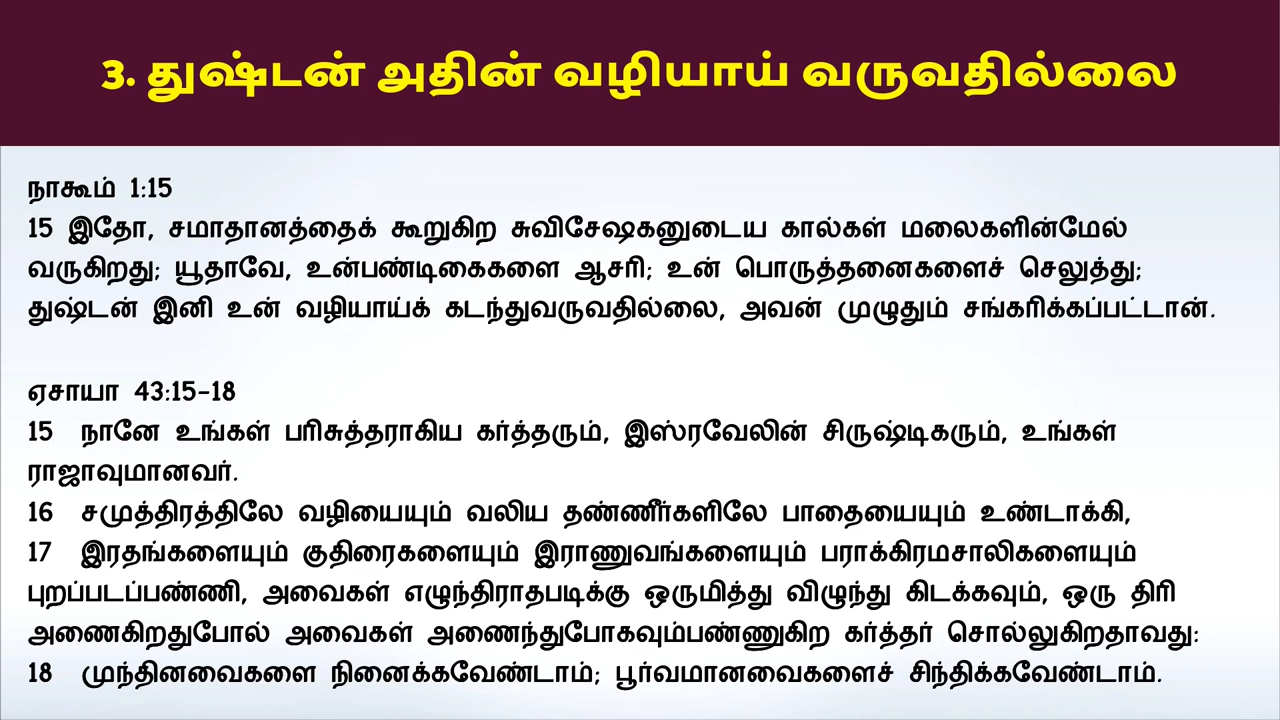 3. துஷ்டன் அதின் வழியாய் வருவதில்லை
நாகூம் 1:15
15 இதோ, சமாதானத்தைக் கூறுகிற சுவிசேஷகனுடைய கால்கள் மலைகளின்மேல்
வருகிறது; யூதாவே, உன்பண்டிகைகளை ஆசரி; உன் பொருத்தனைகளைச் செலுத்து;
துஷ்டன் இனி உன் வழியாய்க் கடந்துவருவதில்லை, அவன் முழுதும் சங்கரிக்கப்பட்டான்.
ஏசாயா 43:15-18
15 நானே உங்கள் பரிசுத்தராகிய கர்த்தரும், இஸ்ரவேலின் சிருஷ்டிகரும், உங்கள்
ராஜாவுமானவர்.
16 சமுத்திரத்திலே வழியையும் வலிய தண்ணீர்களிலே பாதையையும் உண்டாக்கி,
17 இரதங்களையும் குதிரைகளையும் இராணுவங்களையும் பராக்கிரமசாலிகளையும்
புறப்படப்பண்ணி, அவைகள் எழுந்திராதபடிக்கு ஒருமித்து விழுந்து கிடக்கவும், ஒரு திரி
அணைகிறதுபோல் அவைகள் அணைந்துபோகவும்பண்ணுகிற கர்த்தர் சொல்லுகிறதாவது:
18 முந்தினவைகளை நினைக்கவேண்டாம்; பூர்வமானவைகளைச் சிந்திக்கவேண்டாம்.